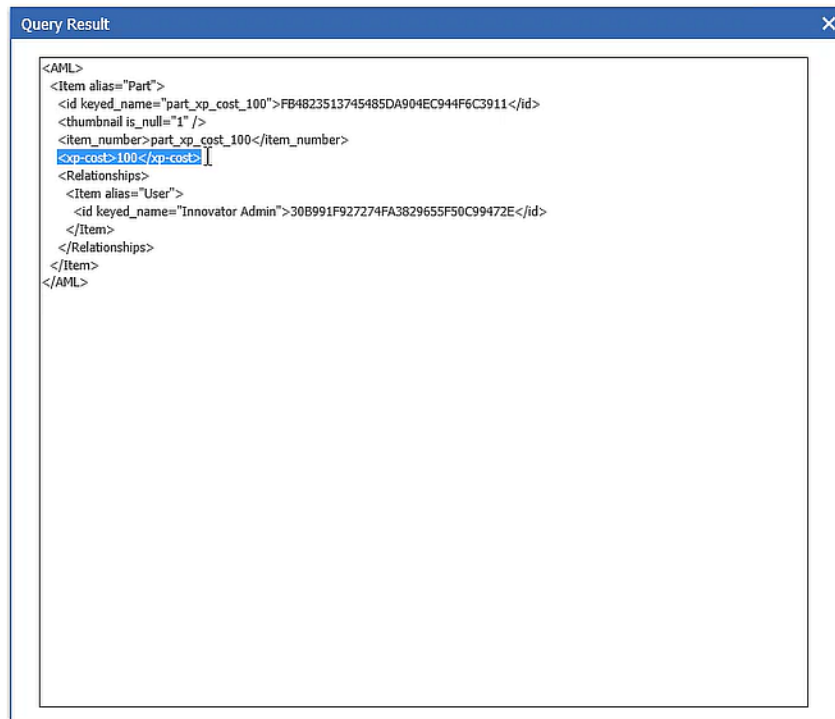 Query Result
<AML>
<Item alias="Part">
<id keyed_name="part_xp_cost_100">FB4823513745485DA904EC944F6C3911</id>
<thumbnail is_null="1" />
<item_number>part_xp_cost_100</item_number>
<xp-cost>100</xp-cost>
<Relationships>
<Item alias="User">
<id keyed_name="Innovator Admin">30B991F927274FA3829655F50C99472E</id>
</Item>
</Relationships>
</Item>
</AML>